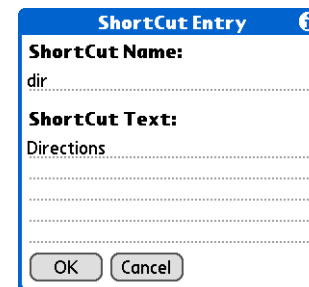 ShortCut Entry
ShortCut Name:
dir
ShortCut Text:
Directions
OK Cancel